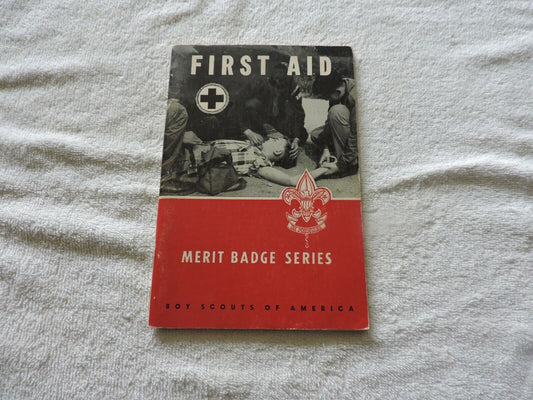 FIRST AID
MERIT BADGE SERIES
BOY SCOUTS OF AMERICA